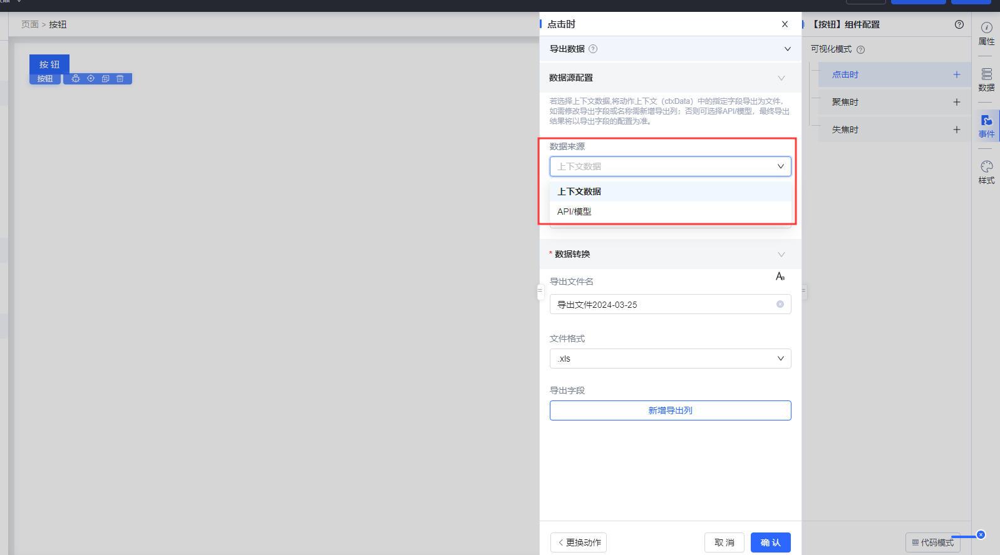 页面 > 按钮
按 钮
按钮
点击时
导出数据
数据源配置
若选择上下文数据,将动作上下文（ctxData）中的指定字段导出为文件，
如需修改导出字段或名称需新增导出列；否则可选择API/模型，最终导出
结果将以导出字段的配置为准。
数据来源
上下文数据
上下文数据
API/模型
* 数据转换
导出文件名
导出文件2024-03-25
文件格式
.xls
导出字段
新增导出列
更换动作
取 消
确 认
【按钮】组件配置
可视化模式
点击时
聚焦时
失焦时
代码模式
属性
数据
事件
样式